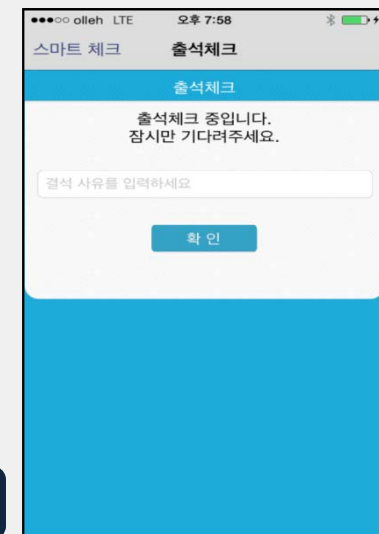 olleh LTE 오후 7:58
스마트 체크 출석체크
출석체크
출석체크 중입니다.
잠시만 기다려주세요.
결석 사유를 입력하세요
확 인